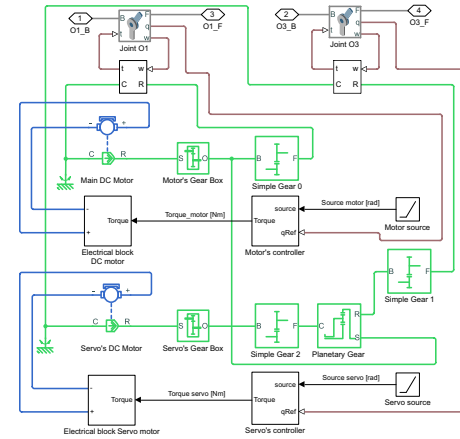 1
O1_B
B
t
F
q
w
Joint O1
3
O1_F
2
O3_B
B
t
F
q
w
Joint O3
4
O3_F
t w
C R
t w
C R
- +
C R
Main DC Motor
S O
Motor's Gear Box
B F
Simple Gear 0
-
+
Torque
Electrical block
DC motor
Torque_motor [Nm]
source
Torque
qRef
Motor's controller
Source motor [rad]
Motor source
B F
Simple Gear 1
- +
C R
Servo's DC Motor
S O
Servo's Gear Box
B F
Simple Gear 2
C R
S
Planetary Gear
-
+
Torque
Electrical block Servo motor
Torque servo [Nm]
source
Torque
qRef
Servo's controller
Source servo [rad]
Servo source